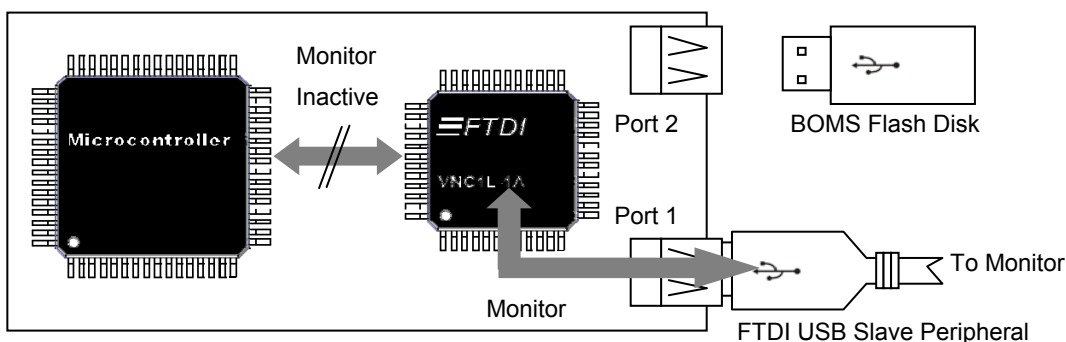 Monitor
Inactive
Microcontroller
FTDI
VNC1L-1A
Port 2
BOMS Flash Disk
Port 1
To Monitor
Monitor
FTDI USB Slave Peripheral